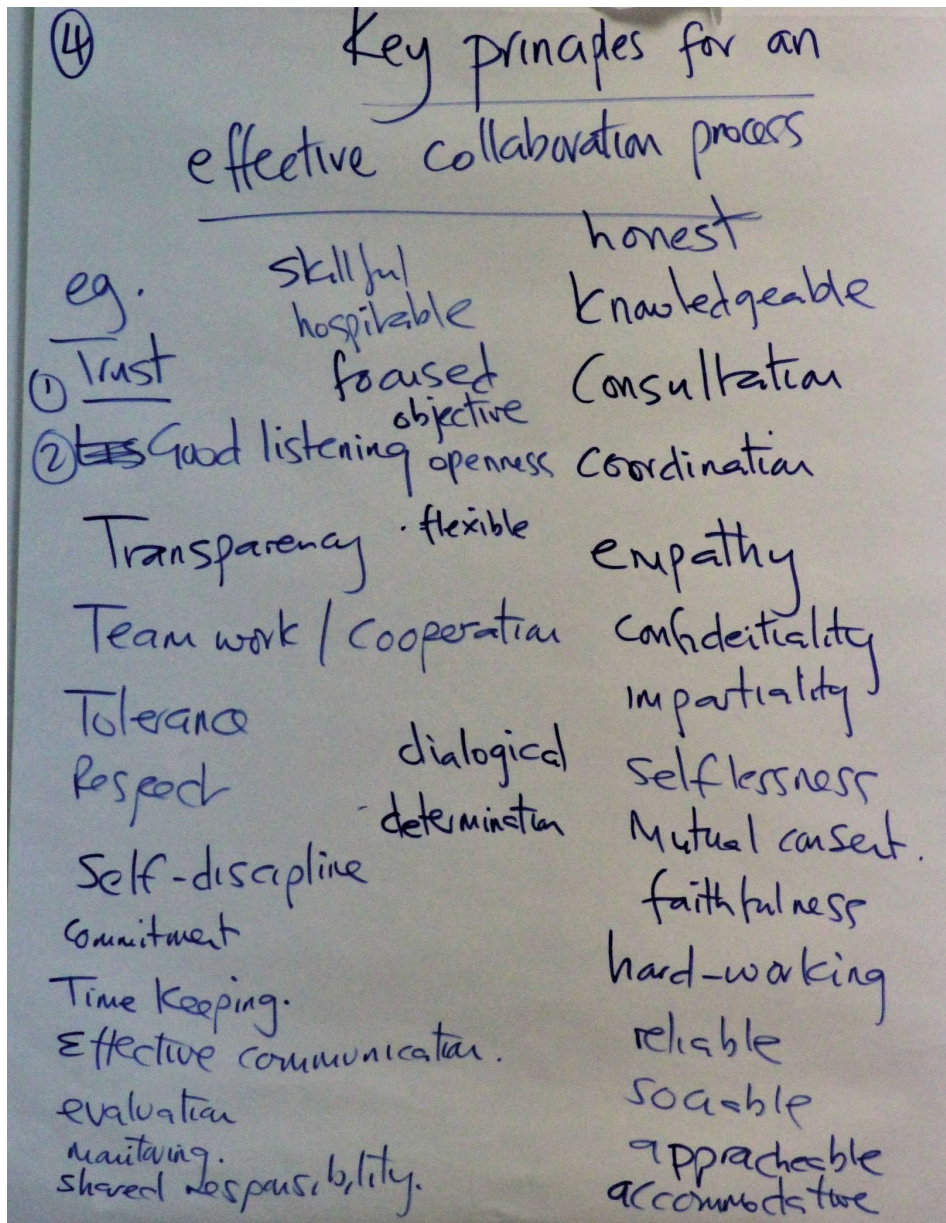 ④
Key principles for an
effective collaboration process
eg.
① Trust
② Good listening
Transparency
Team work / Cooperation
Tolerance
Respect
Self-discipline
Commitment
Time Keeping.
Effective communication.
evaluation
monitoring.
shared responsibility.
skillful
hospitable
focused
objective
openness
· flexible
dialogical
- determination
honest
Knowledgeable
Consultation
Coordination
empathy
Confideitiality
impartiality
Selflessness
Mutual consent.
faithfulness
hard-working
reliable
sociable
appracheable
accommodative